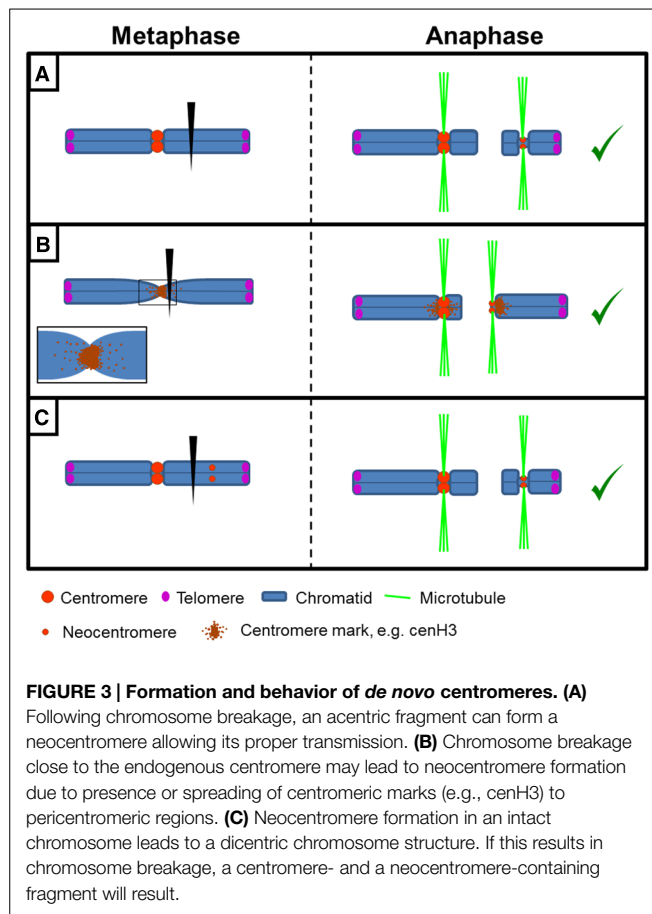 Metaphase Anaphase
A
B
C
Centromere Telomere Chromatid Microtubule
Neocentromere Centromere mark, e.g. cenH3
FIGURE 3 | Formation and behavior of de novo centromeres. (A)
Following chromosome breakage, an acentric fragment can form a
neocentromere allowing its proper transmission. (B) Chromosome breakage
close to the endogenous centromere may lead to neocentromere formation
due to presence or spreading of centromeric marks (e.g., cenH3) to
pericentromeric regions. (C) Neocentromere formation in an intact
chromosome leads to a dicentric chromosome structure. If this results in
chromosome breakage, a centromere- and a neocentromere-containing
fragment will result.